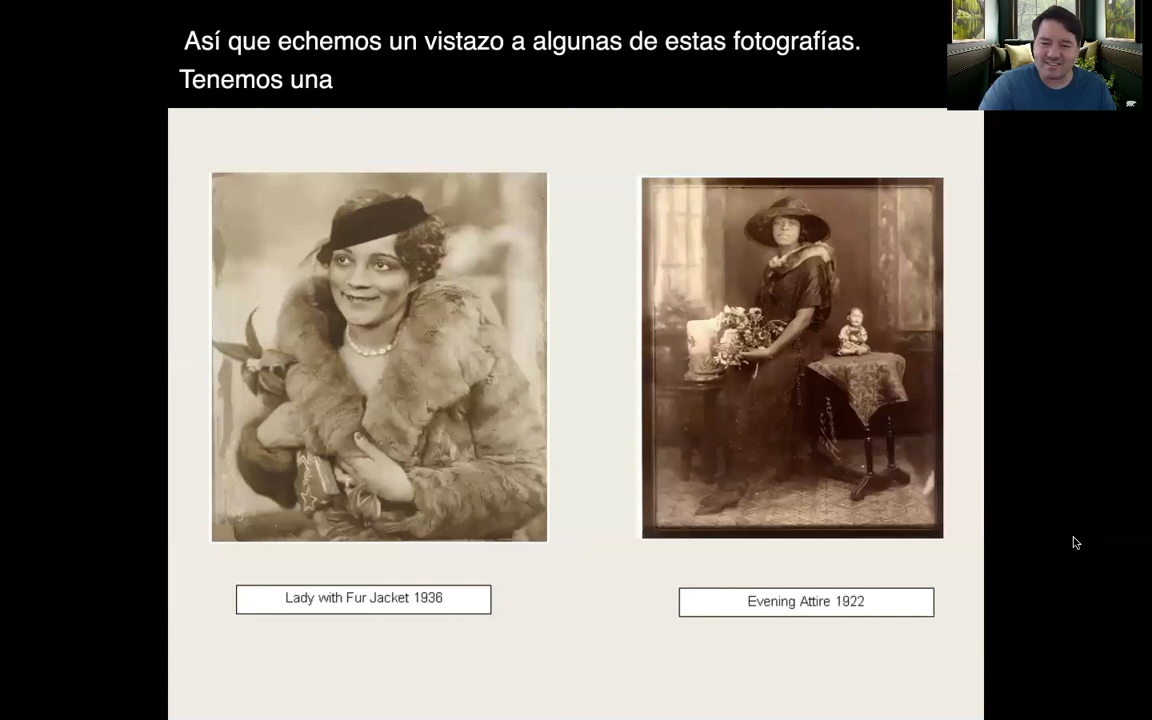 Así que echemos un vistazo a algunas de estas fotografías.
Tenemos una
Lady with Fur Jacket 1936
Evening Attire 1922